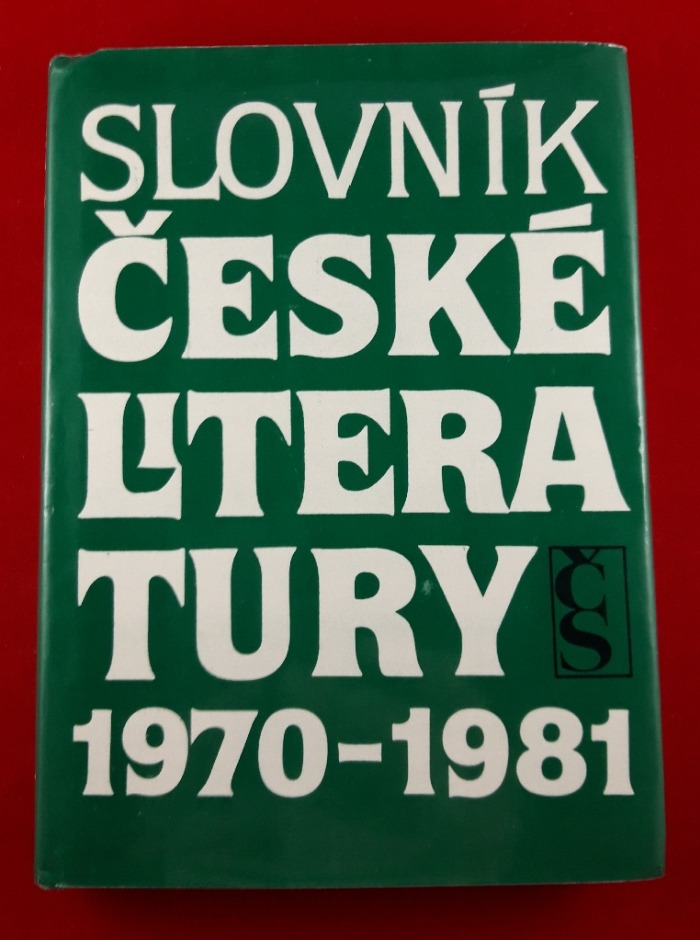 SLOVNÍK
ČESKÉ
LITERA
TURY
ČS
1970–1981